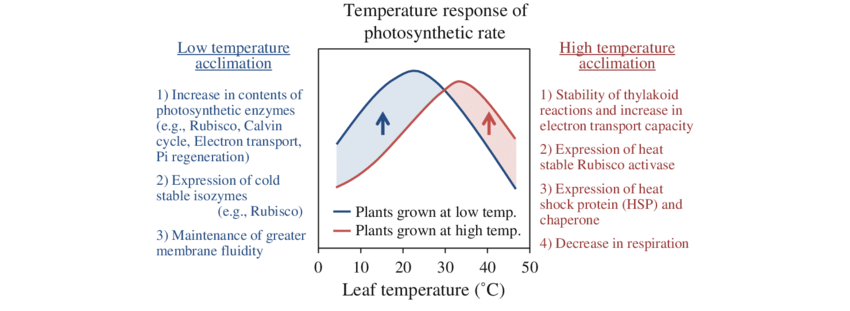 Temperature response of
photosynthetic rate
Low temperature
acclimation
1) Increase in contents of
photosynthetic enzymes
(e.g., Rubisco, Calvin
cycle, Electron transport,
Pi regeneration)
2) Expression of cold
stable isozymes
(e.g., Rubisco)
3) Maintenance of greater
membrane fluidity
Plants grown at low temp.
Plants grown at high temp.
0 10 20 30 40 50
Leaf temperature (˚C)
High temperature
acclimation
1) Stability of thylakoid
reactions and increase in
electron transport capacity
2) Expression of heat
stable Rubisco activase
3) Expression of heat
shock protein (HSP) and
chaperone
4) Decrease in respiration